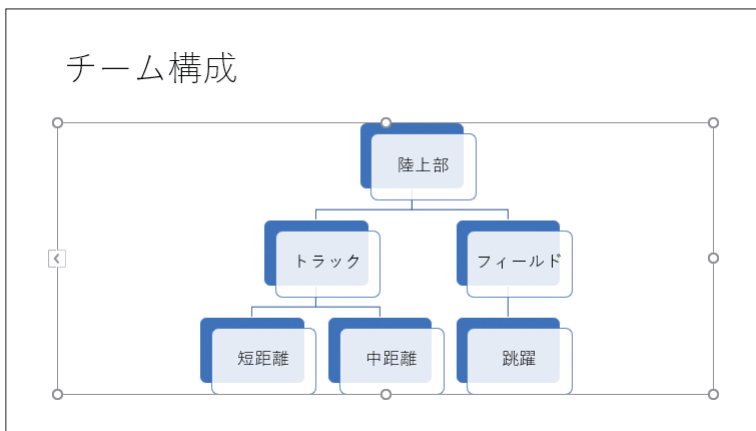 チーム構成
陸上部
トラック
フィールド
短距離
中距離
跳躍